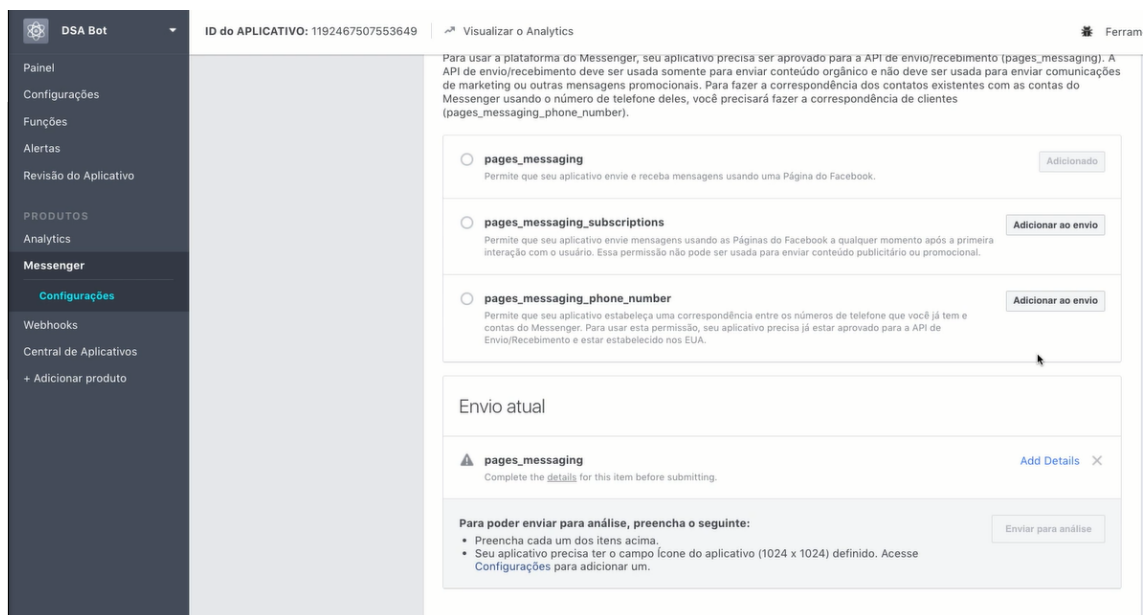 DSA Bot
ID do APLICATIVO: 1192467507553649
Visualizar o Analytics
Ferram
Painel
Configurações
Funções
Alertas
Revisão do Aplicativo
PRODUTOS
Analytics
Messenger
Configurações
Webhooks
Central de Aplicativos
+ Adicionar produto
Para usar a plataforma do Messenger, seu aplicativo precisa ser aprovado para a API de envio/recebimento (pages_messaging). A
API de envio/recebimento deve ser usada somente para enviar conteúdo orgânico e não deve ser usada para enviar comunicações
de marketing ou outras mensagens promocionais. Para fazer a correspondência dos contatos existentes com as contas do
Messenger usando o número de telefone deles, você precisará fazer a correspondência de clientes
(pages_messaging_phone_number).
pages_messaging
Adicionado
Permite que seu aplicativo envie e receba mensagens usando uma Página do Facebook.
pages_messaging_subscriptions
Adicionar ao envio
Permite que seu aplicativo envie mensagens usando as Páginas do Facebook a qualquer momento após a primeira
interação com o usuário. Essa permissão não pode ser usada para enviar conteúdo publicitário ou promocional.
pages_messaging_phone_number
Adicionar ao envio
Permite que seu aplicativo estabeleça uma correspondência entre os números de telefone que você já tem e
contas do Messenger. Para usar esta permissão, seu aplicativo precisa já estar aprovado para a API de
Envio/Recebimento e estar estabelecido nos EUA.
Envio atual
pages_messaging
Add Details
Complete the details for this item before submitting.
Para poder enviar para análise, preencha o seguinte:
Enviar para análise
• Preencha cada um dos itens acima.
• Seu aplicativo precisa ter o campo Ícone do aplicativo (1024 x 1024) definido. Acesse
Configurações para adicionar um.